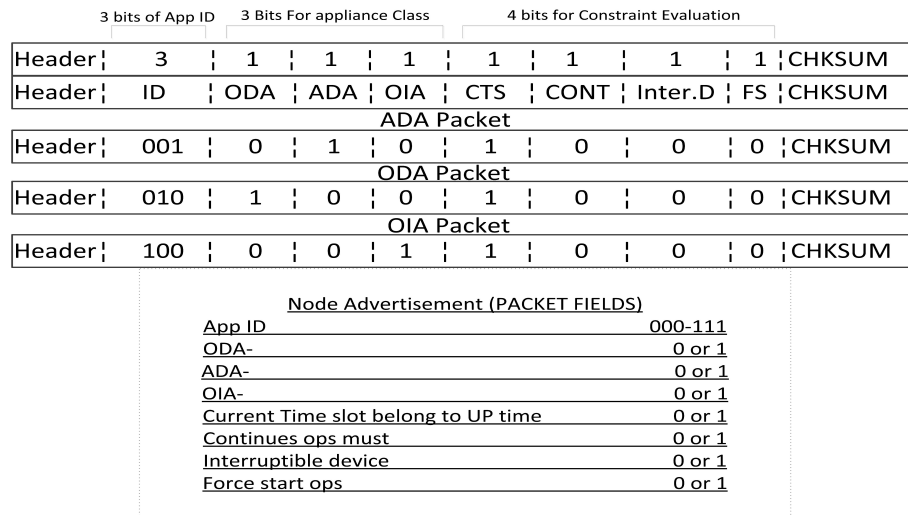 3 bits of App ID 3 Bits For appliance Class 4 bits for Constraint Evaluation
Header 3 1 1 1 1 1 1 1 CHKSUM
Header ID ODA ADA OIA CTS CONT Inter.D FS CHKSUM
ADA Packet
Header 001 0 1 0 1 0 0 0 CHKSUM
ODA Packet
Header 010 1 0 0 1 0 0 0 CHKSUM
OIA Packet
Header 100 0 0 1 1 0 0 0 CHKSUM
Node Advertisement (PACKET FIELDS)
App ID 000-111
ODA- 0 or 1
ADA- 0 or 1
OIA- 0 or 1
Current Time slot belong to UP time 0 or 1
Continues ops must 0 or 1
Interruptible device 0 or 1
Force start ops 0 or 1